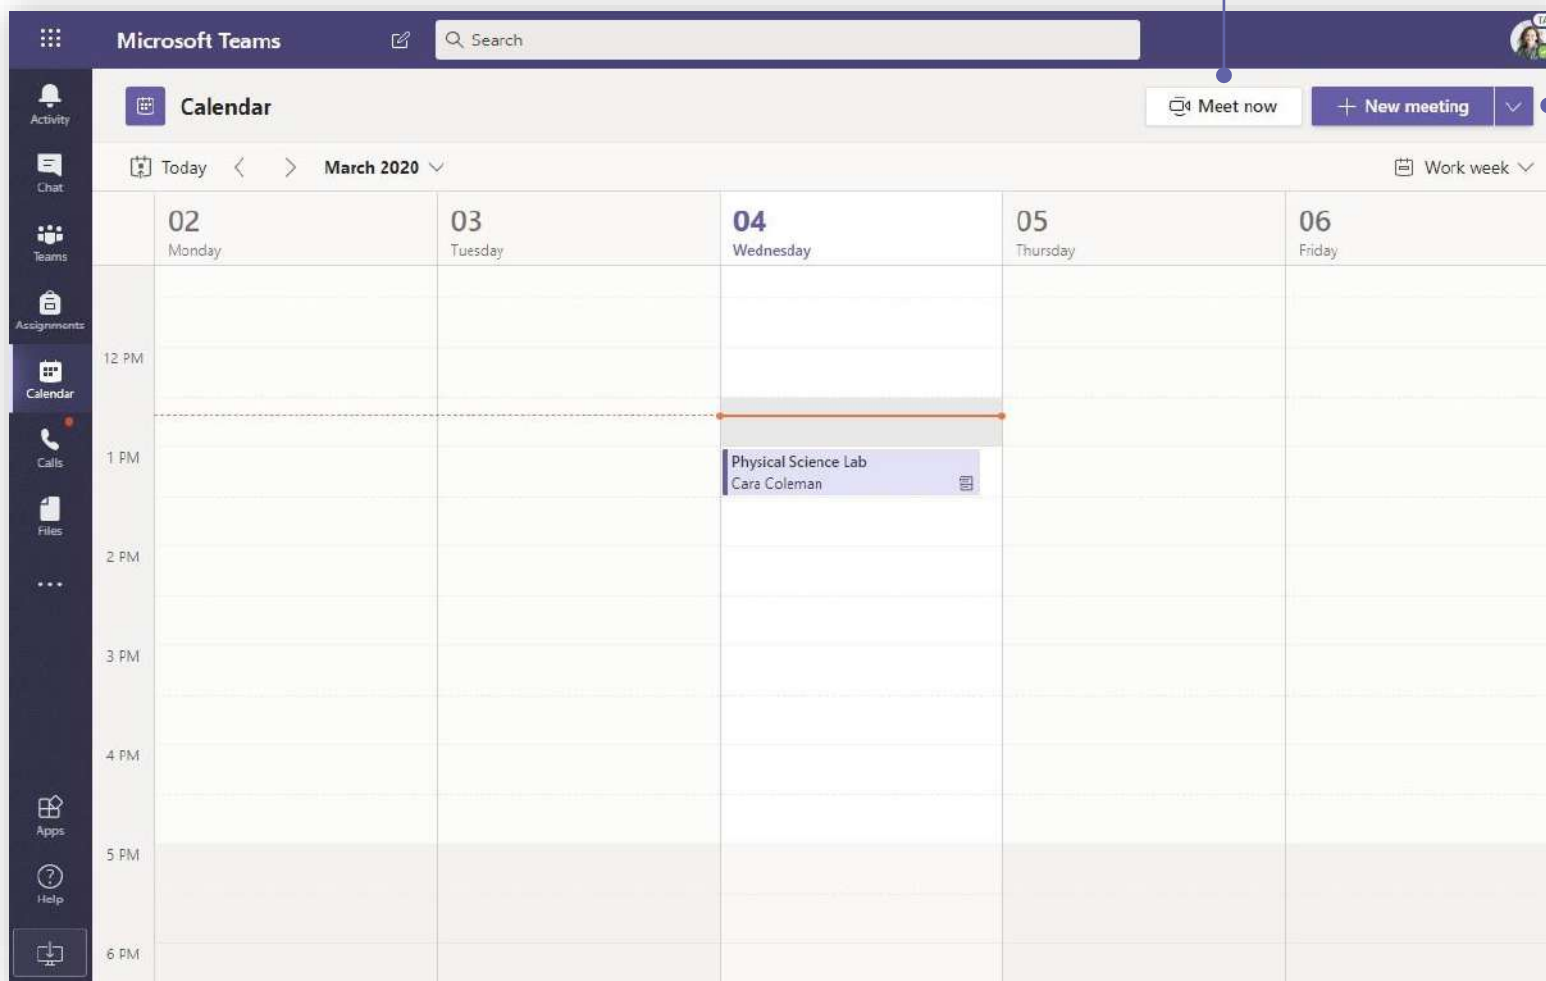 Microsoft Teams
Search
Activity
Chat
Teams
Assignments
Calendar
Calls
Files
Apps
Help
Calendar
Meet now
New meeting
Today
March 2020
Work week
02
Monday
03
Tuesday
04
Wednesday
05
Thursday
06
Friday
12 PM
1 PM
Physical Science Lab
Cara Coleman
2 PM
3 PM
4 PM
5 PM
6 PM